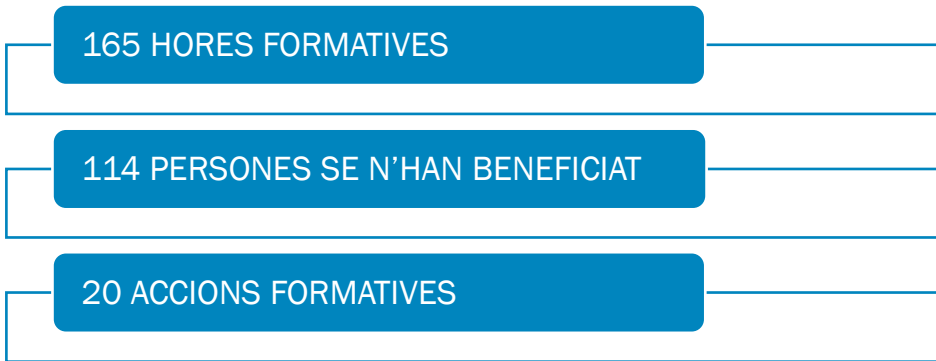 165 HORES FORMATIVES
114 PERSONES SE N'HAN BENEFICIAT
20 ACCIONS FORMATIVES